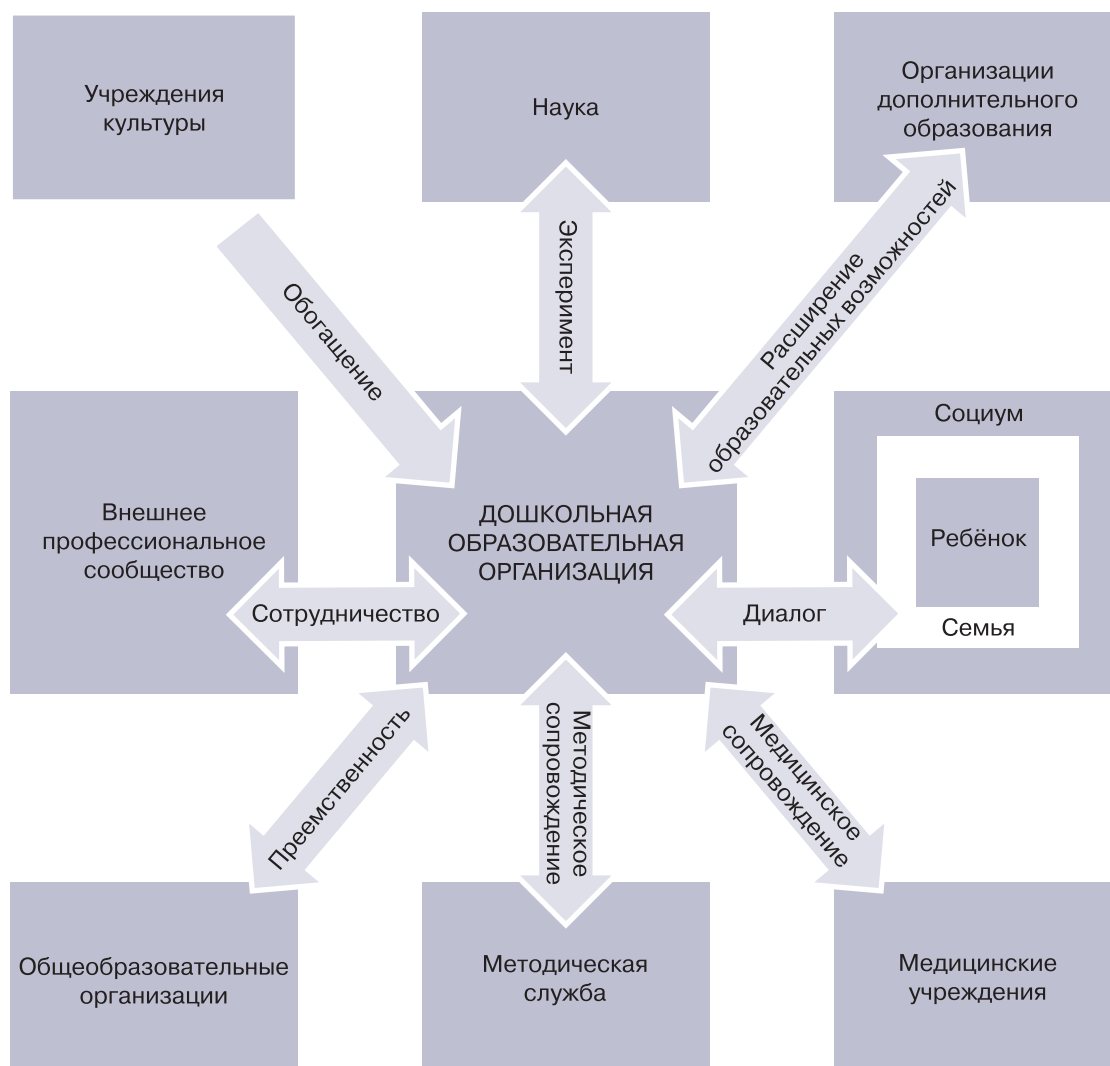 Учреждения
культуры
Наука
Организации
дополнительного
образования
Обогащение
Эксперимент
Расширение
образовательных возможностей
Внешнее
профессиональное
сообщество
ДОШКОЛЬНАЯ
ОБРАЗОВАТЕЛЬНАЯ
ОРГАНИЗАЦИЯ
Социум
Ребёнок
Семья
Сотрудничество
Диалог
Преемственность
Методическое
сопровождение
Медицинское
сопровождение
Общеобразовательные
организации
Методическая
служба
Медицинские
учреждения